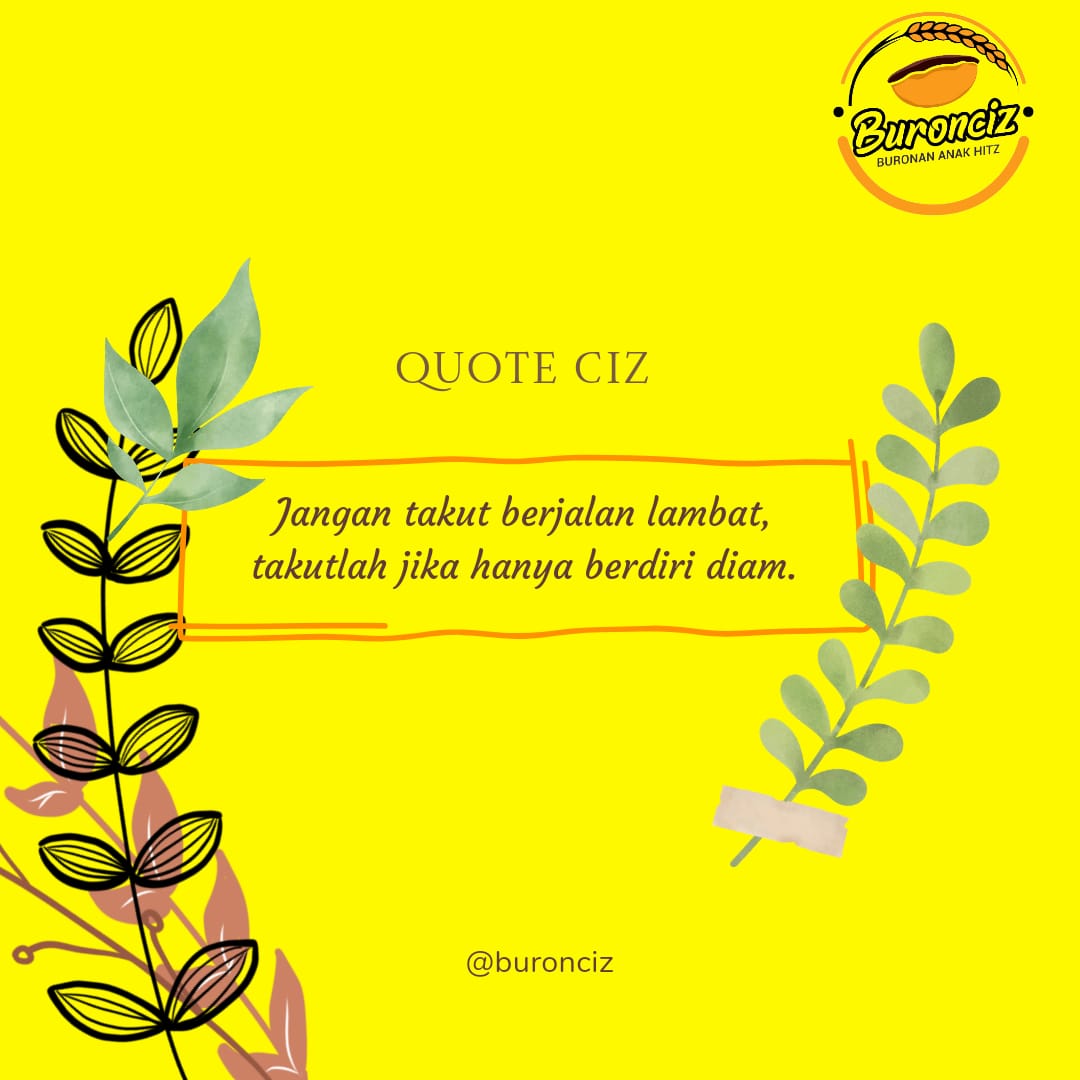 Buronciz
BURONAN ANAK HITZ
QUOTE CIZ
Jangan takut berjalan lambat,
takutlah jika hanya berdiri diam.
@buronciz